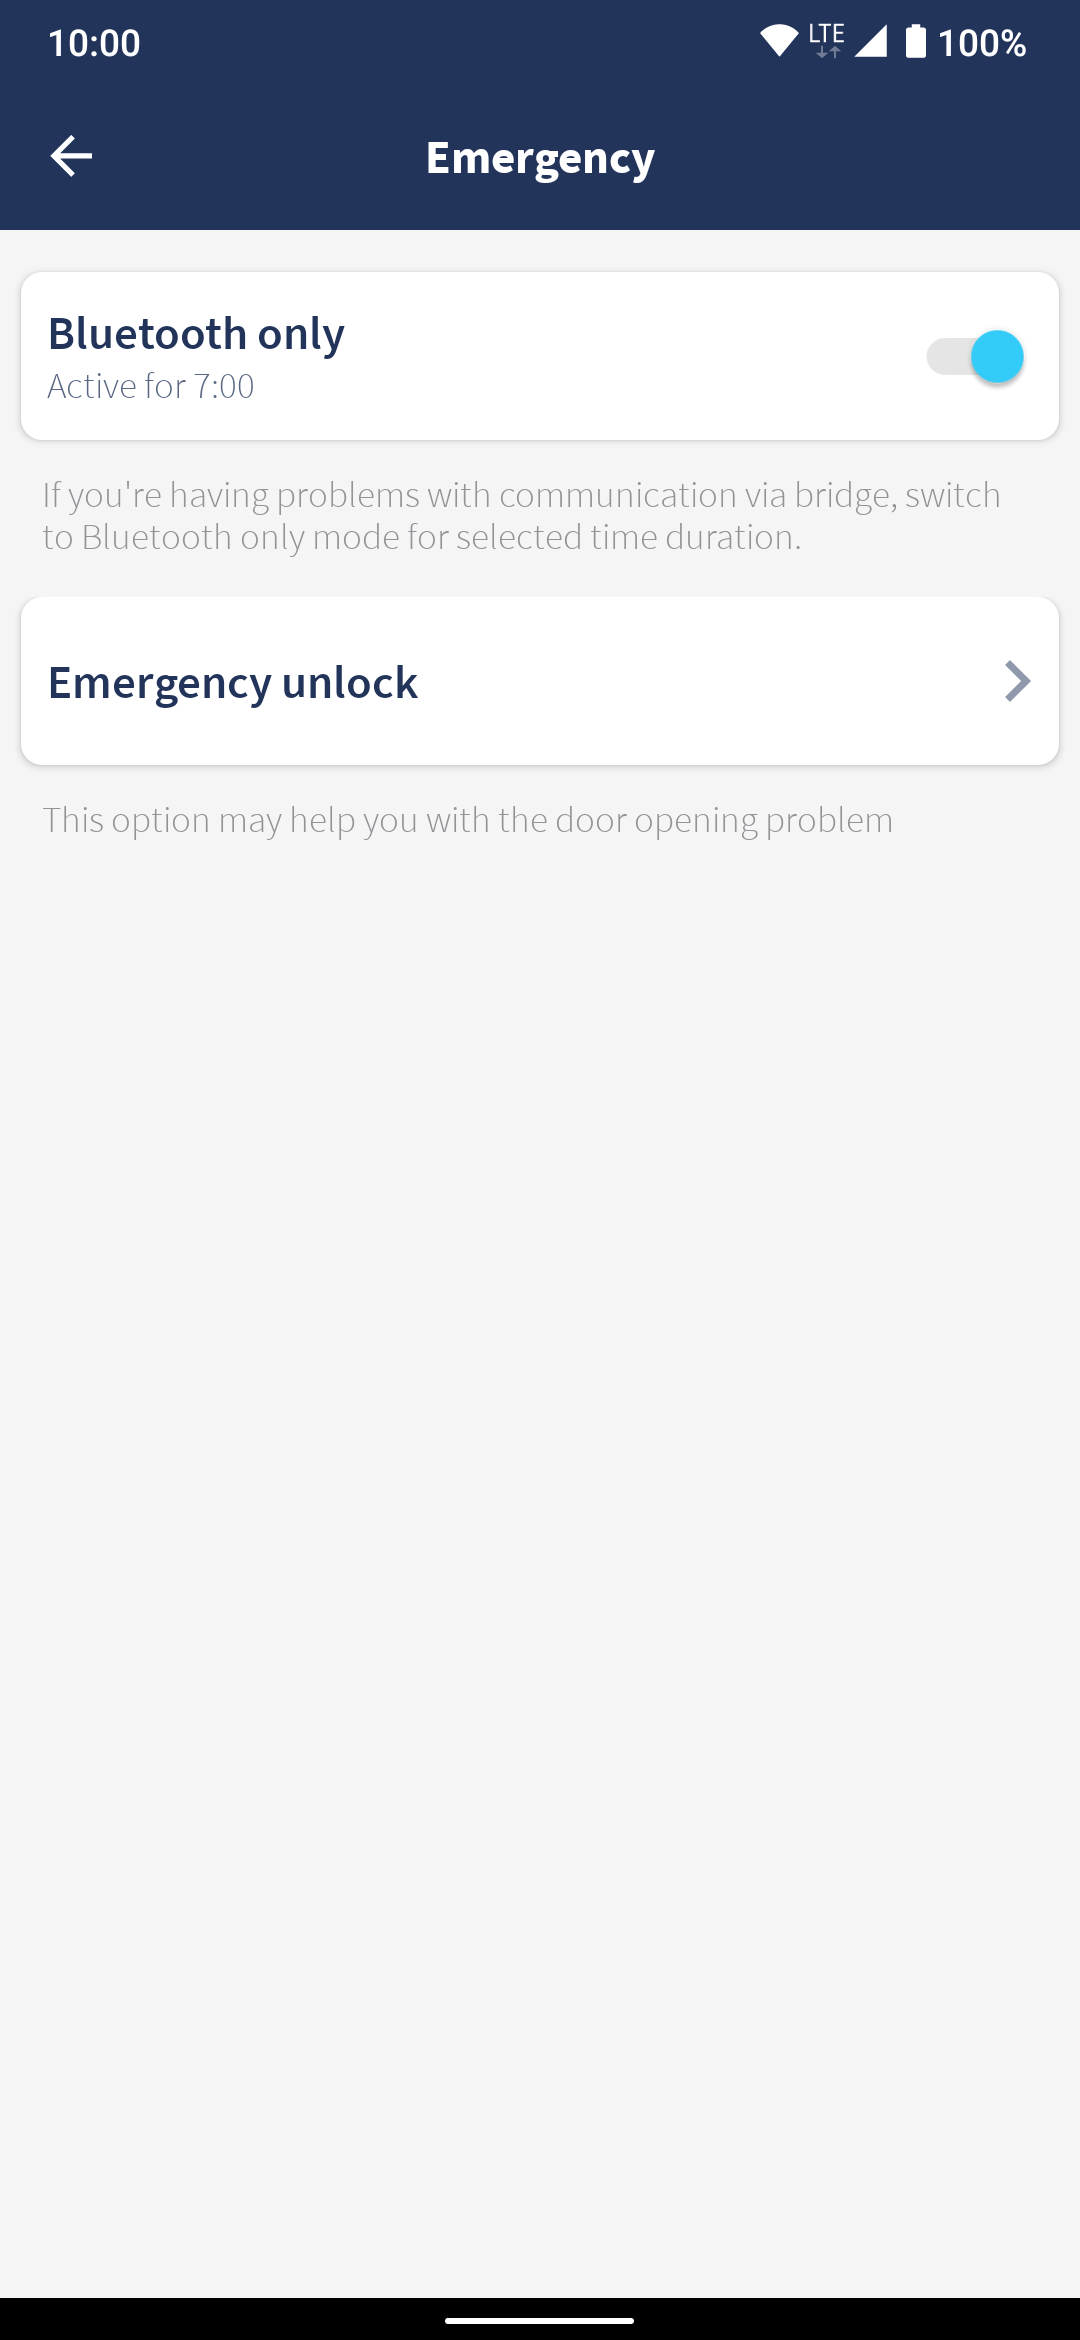 10:00
LTE
100%
Emergency
Bluetooth only
Active for 7:00
If you're having problems with communication via bridge, switch
to Bluetooth only mode for selected time duration.
Emergency unlock
This option may help you with the door opening problem